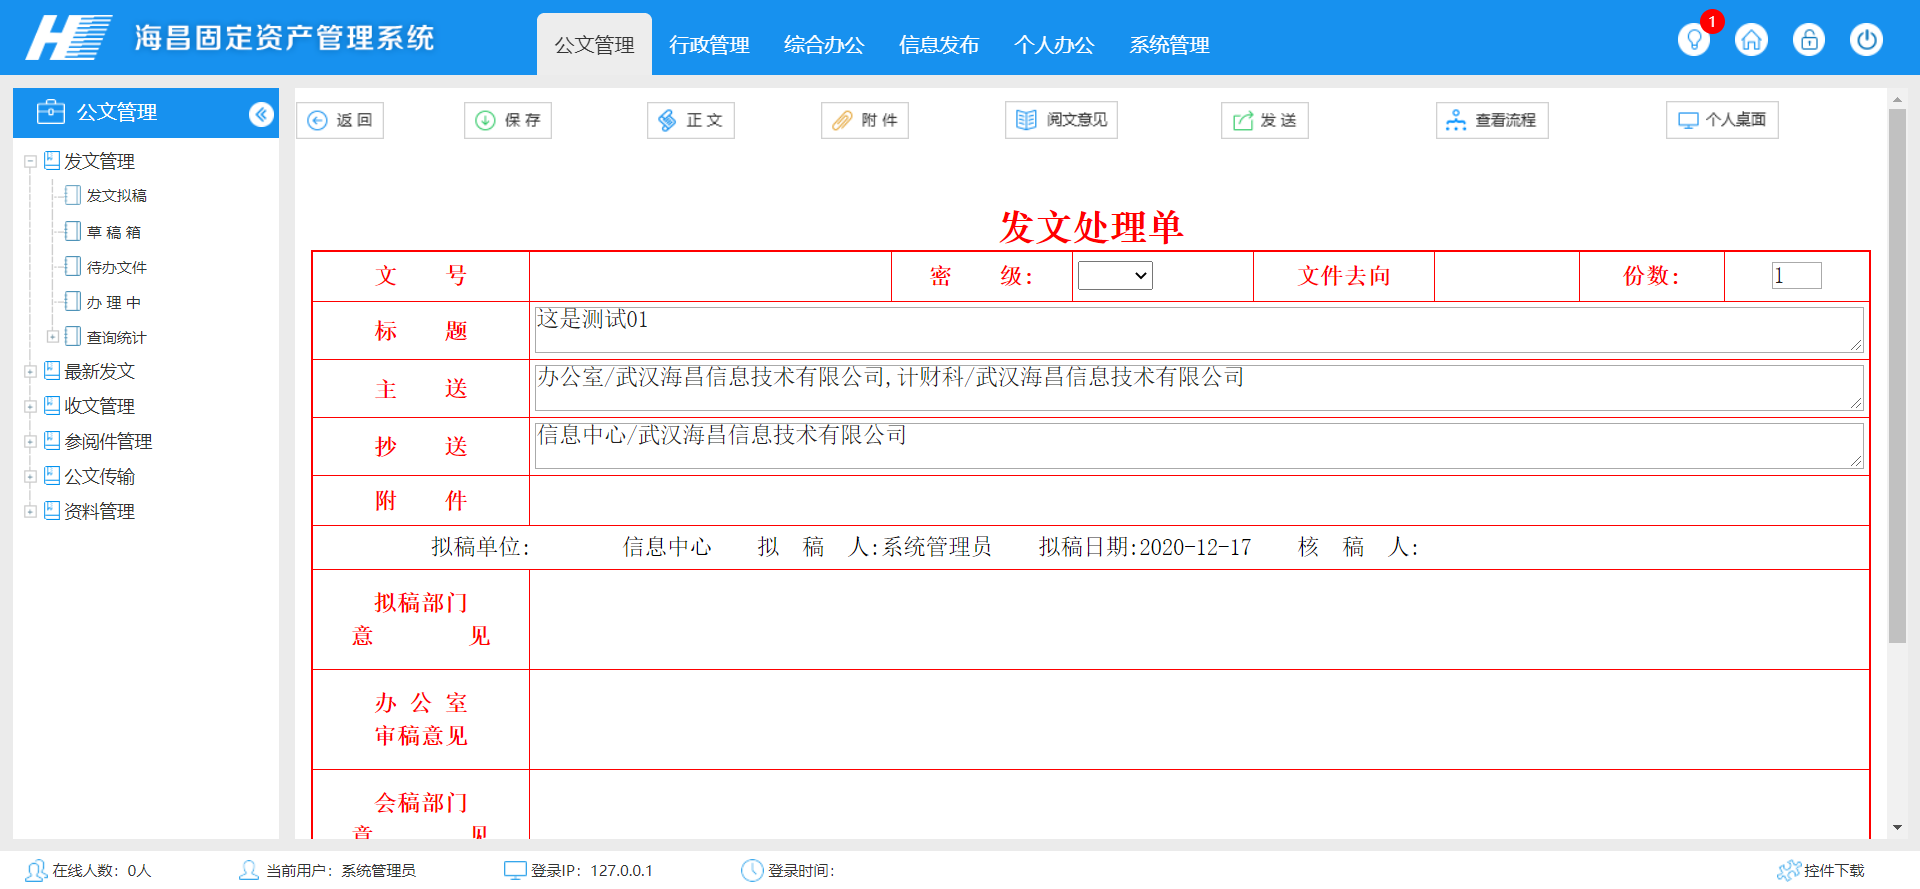 海昌固定资产管理系统
公文管理 行政管理 综合办公 信息发布 个人办公 系统管理
1
公文管理
返 回 保 存 正 文 附 件 阅文意见 发 送 查看流程 个人桌面
发文管理
发文拟稿
草 稿 箱
待办文件
办 理 中
查询统计
最新发文
收文管理
参阅件管理
公文传输
资料管理
发文处理单
文 号 密 级: 文件去向 份数: 1
标 题 这是测试01
主 送 办公室/武汉海昌信息技术有限公司,计财科/武汉海昌信息技术有限公司
抄 送 信息中心/武汉海昌信息技术有限公司
附 件
拟稿单位: 信息中心 拟 稿 人:系统管理员 拟稿日期:2020-12-17 核 稿 人:
拟稿部门
意 见
办 公 室
审稿意见
会稿部门
意 见
在线人数：0人 当前用户：系统管理员 登录IP：127.0.0.1 登录时间： 控件下载